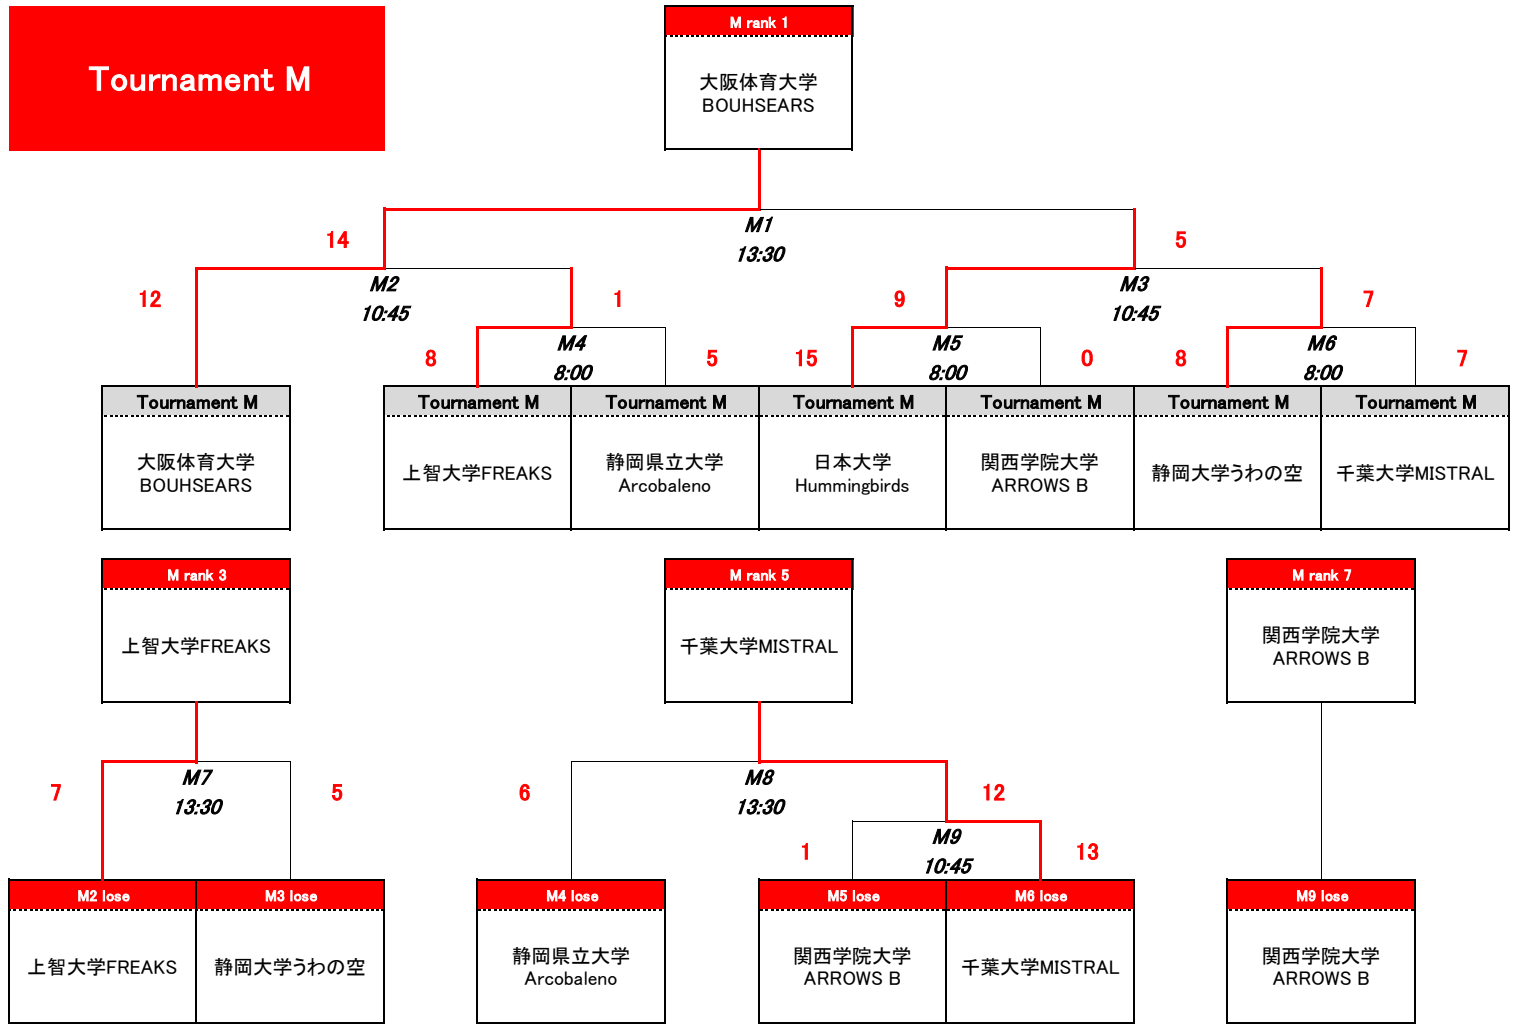 Tournament M
M rank 1
大阪体育大学
BOUHSEARS
M1
13:30
14
5
M2
10:45
12
1
M3
10:45
9
7
M4
8:00
8
5
M5
8:00
15
0
M6
8:00
8
7
Tournament M
大阪体育大学
BOUHSEARS
Tournament M
上智大学FREAKS
Tournament M
静岡県立大学
Arcobaleno
Tournament M
日本大学
Hummingbirds
Tournament M
関西学院大学
ARROWS B
Tournament M
静岡大学うわの空
Tournament M
千葉大学MISTRAL
M rank 3
上智大学FREAKS
M7
13:30
7
5
M2 lose
上智大学FREAKS
M3 lose
静岡大学うわの空
M rank 5
千葉大学MISTRAL
M8
13:30
6
12
M9
10:45
1
13
M4 lose
静岡県立大学
Arcobaleno
M5 lose
関西学院大学
ARROWS B
M6 lose
千葉大学MISTRAL
M rank 7
関西学院大学
ARROWS B
M9 lose
関西学院大学
ARROWS B